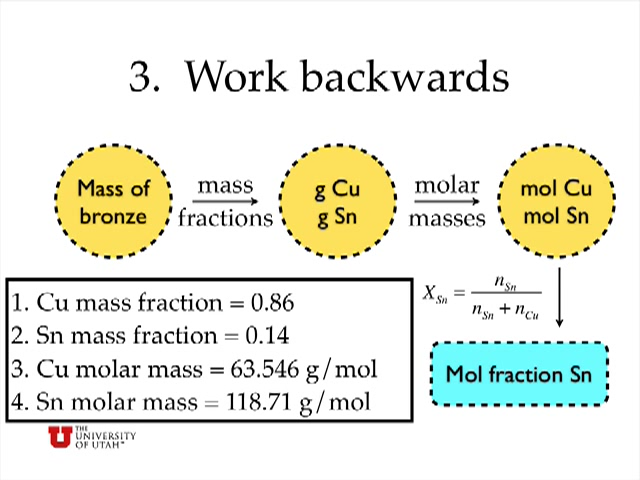 3. Work backwards
Mass of
bronze
mass
fractions
g Cu
g Sn
molar
masses
mol Cu
mol Sn
1. Cu mass fraction = 0.86
2. Sn mass fraction = 0.14
3. Cu molar mass = 63.546 g/mol
4. Sn molar mass = 118.71 g/mol
X_Sn = n_Sn / (n_Sn + n_Cu)
Mol fraction Sn
U
THE
UNIVERSITY
OF UTAH™